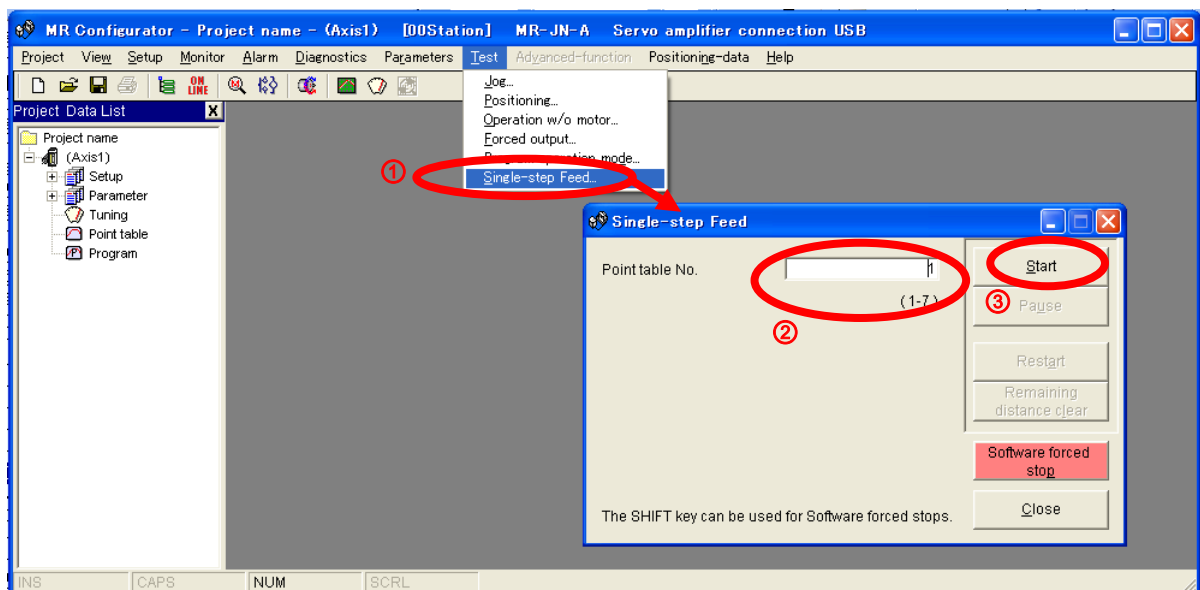 MR Configurator - Project name - (Axis1) [00Station] MR-JN-A Servo amplifier connection USB
Project View Setup Monitor Alarm Diagnostics Parameters Test Advanced-function Positioning-data Help
ON LINE
Jog...
Positioning...
Operation w/o motor...
Forced output...
operation mode...
Single-step Feed...
①
Project Data List X
Project name
(Axis1)
Setup
Parameter
Tuning
Point table
Program
Single-step Feed
Point table No. 1
(1-7)
②
Start
③
Pause
Restart
Remaining
distance clear
Software forced
stop
Close
The SHIFT key can be used for Software forced stops.
INS CAPS NUM SCRL